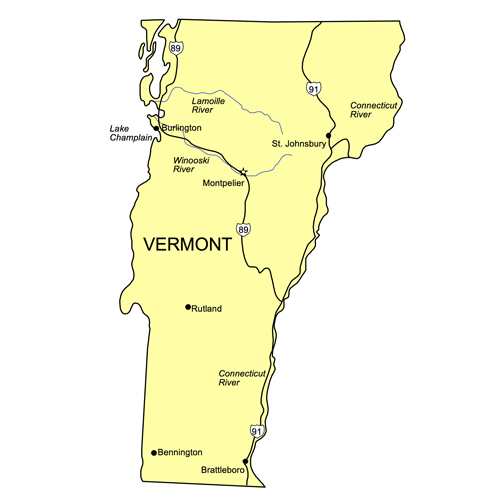 89
91
Lamoille
River
Connecticut
River
Lake
Champlain
Burlington
St. Johnsbury
Winooski
River
Montpelier
89
VERMONT
Rutland
Connecticut
River
91
Bennington
Brattleboro